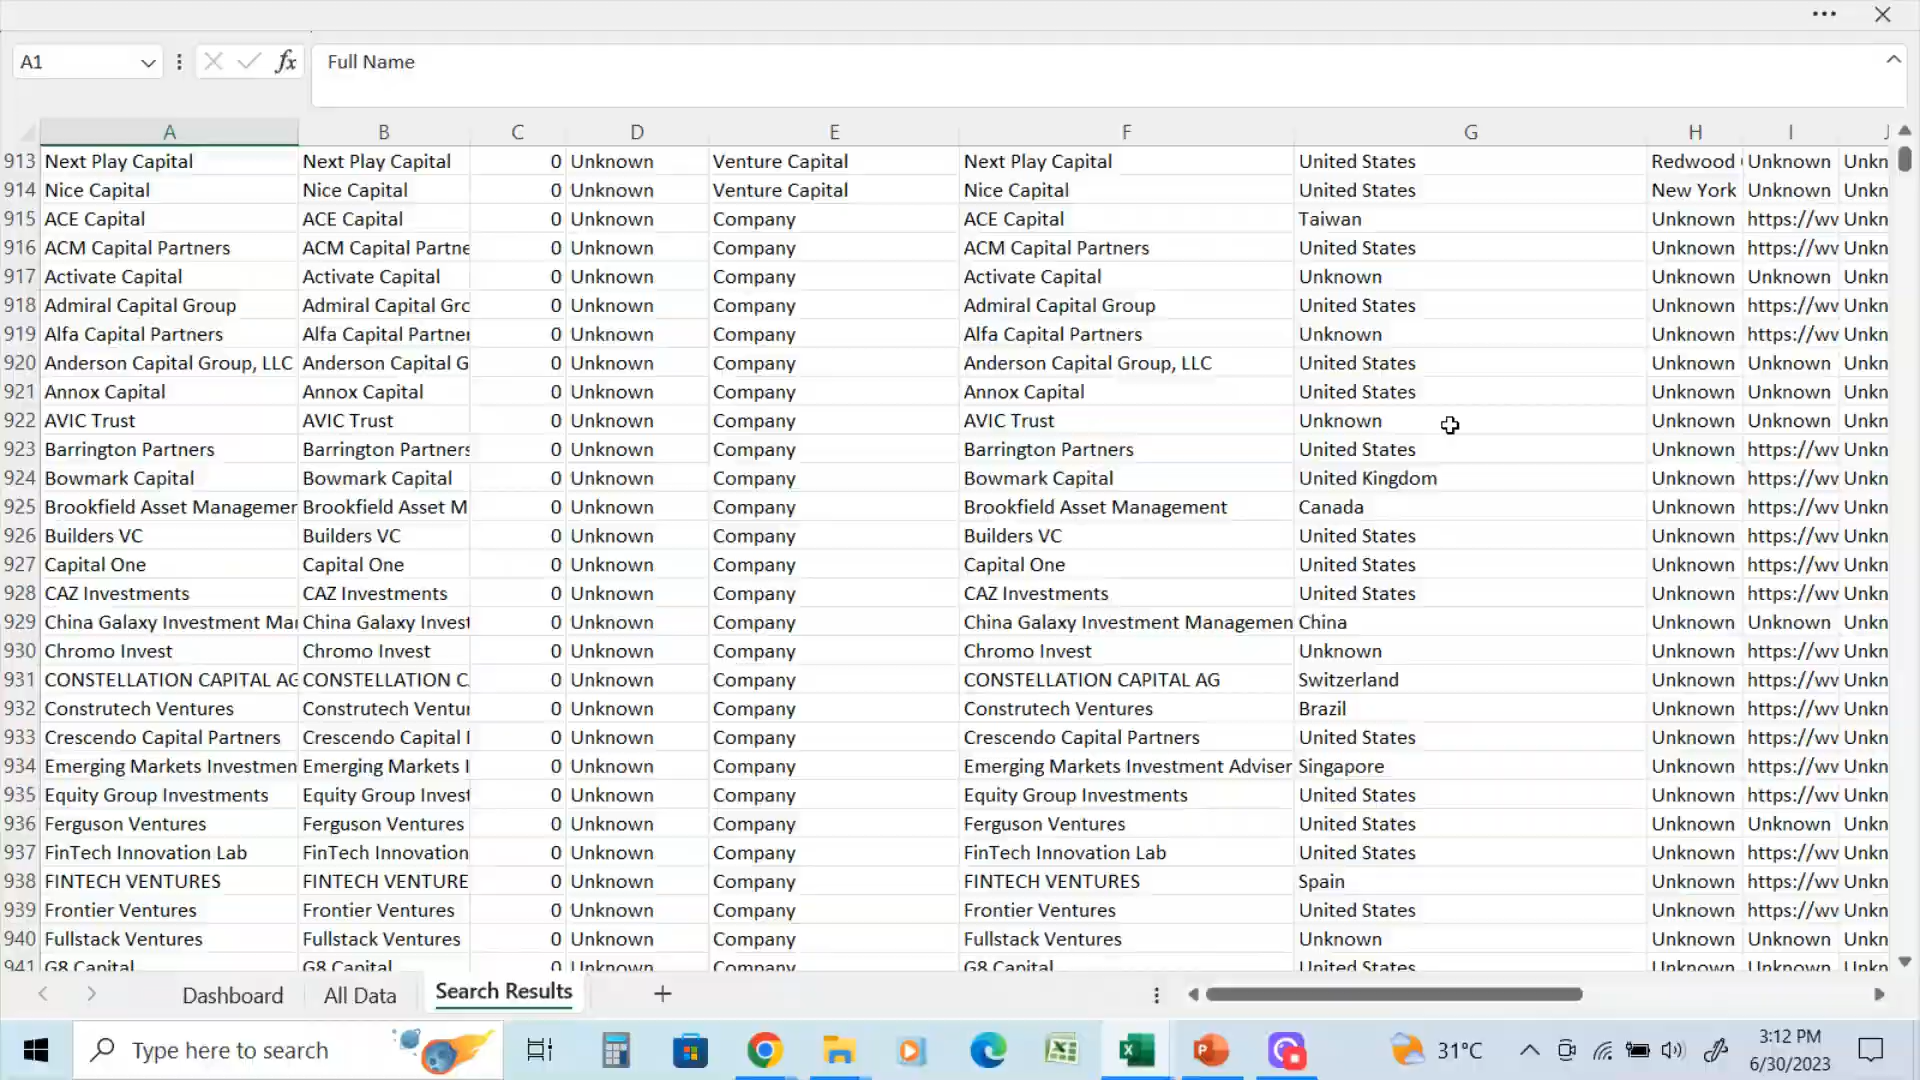 A1 fx Full Name
A B C D E F G H I J
913 Next Play Capital Next Play Capital 0 Unknown Venture Capital Next Play Capital United States Redwood Unknown Unkn
914 Nice Capital Nice Capital 0 Unknown Venture Capital Nice Capital United States New York Unknown Unkn
915 ACE Capital ACE Capital 0 Unknown Company ACE Capital Taiwan Unknown https://wv Unkn
916 ACM Capital Partners ACM Capital Partne 0 Unknown Company ACM Capital Partners United States Unknown https://wv Unkn
917 Activate Capital Activate Capital 0 Unknown Company Activate Capital Unknown Unknown Unknown Unkn
918 Admiral Capital Group Admiral Capital Grc 0 Unknown Company Admiral Capital Group United States Unknown https://wv Unkn
919 Alfa Capital Partners Alfa Capital Partner 0 Unknown Company Alfa Capital Partners Unknown Unknown https://wv Unkn
920 Anderson Capital Group, LLC Anderson Capital G 0 Unknown Company Anderson Capital Group, LLC United States Unknown Unknown Unkn
921 Annox Capital Annox Capital 0 Unknown Company Annox Capital United States Unknown Unknown Unkn
922 AVIC Trust AVIC Trust 0 Unknown Company AVIC Trust Unknown Unknown Unknown Unkn
923 Barrington Partners Barrington Partners 0 Unknown Company Barrington Partners United States Unknown https://wv Unkn
924 Bowmark Capital Bowmark Capital 0 Unknown Company Bowmark Capital United Kingdom Unknown https://wv Unkn
925 Brookfield Asset Managemer Brookfield Asset M 0 Unknown Company Brookfield Asset Management Canada Unknown https://wv Unkn
926 Builders VC Builders VC 0 Unknown Company Builders VC United States Unknown https://wv Unkn
927 Capital One Capital One 0 Unknown Company Capital One United States Unknown https://wv Unkn
928 CAZ Investments CAZ Investments 0 Unknown Company CAZ Investments United States Unknown https://wv Unkn
929 China Galaxy Investment Mai China Galaxy Invest 0 Unknown Company China Galaxy Investment Managemen China Unknown Unknown Unkn
930 Chromo Invest Chromo Invest 0 Unknown Company Chromo Invest Unknown Unknown https://wv Unkn
931 CONSTELLATION CAPITAL AG CONSTELLATION C 0 Unknown Company CONSTELLATION CAPITAL AG Switzerland Unknown https://wv Unkn
932 Construtech Ventures Construtech Ventur 0 Unknown Company Construtech Ventures Brazil Unknown https://wv Unkn
933 Crescendo Capital Partners Crescendo Capital 0 Unknown Company Crescendo Capital Partners United States Unknown https://wv Unkn
934 Emerging Markets Investmen Emerging Markets I 0 Unknown Company Emerging Markets Investment Adviser Singapore Unknown https://wv Unkn
935 Equity Group Investments Equity Group Invest 0 Unknown Company Equity Group Investments United States Unknown https://wv Unkn
936 Ferguson Ventures Ferguson Ventures 0 Unknown Company Ferguson Ventures United States Unknown Unknown Unkn
937 FinTech Innovation Lab FinTech Innovation 0 Unknown Company FinTech Innovation Lab United States Unknown https://wv Unkn
938 FINTECH VENTURES FINTECH VENTURE 0 Unknown Company FINTECH VENTURES Spain Unknown https://wv Unkn
939 Frontier Ventures Frontier Ventures 0 Unknown Company Frontier Ventures United States Unknown https://wv Unkn
940 Fullstack Ventures Fullstack Ventures 0 Unknown Company Fullstack Ventures Unknown Unknown Unknown Unkn
941 G8 Capital G8 Capital 0 Unknown Company G8 Capital United States Unknown Unknown Unkn
Dashboard All Data Search Results
Type here to search 31°C 3:12 PM
6/30/2023